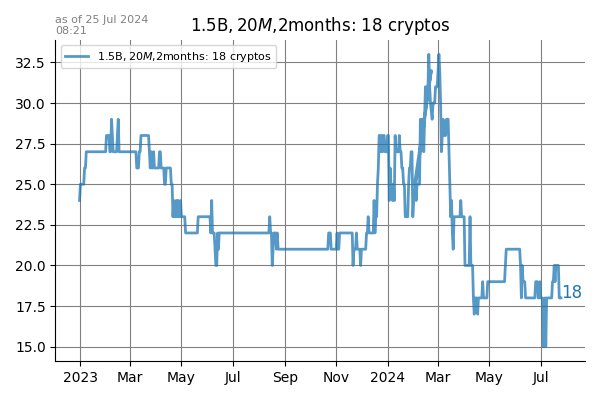 as of 25 Jul 2024
08:21
1.5B, 20M,2months: 18 cryptos
1.5B, 20M,2months: 18 cryptos
32.5
30.0
27.5
25.0
22.5
20.0
17.5
15.0
18
2023 Mar May Jul Sep Nov 2024 Mar May Jul